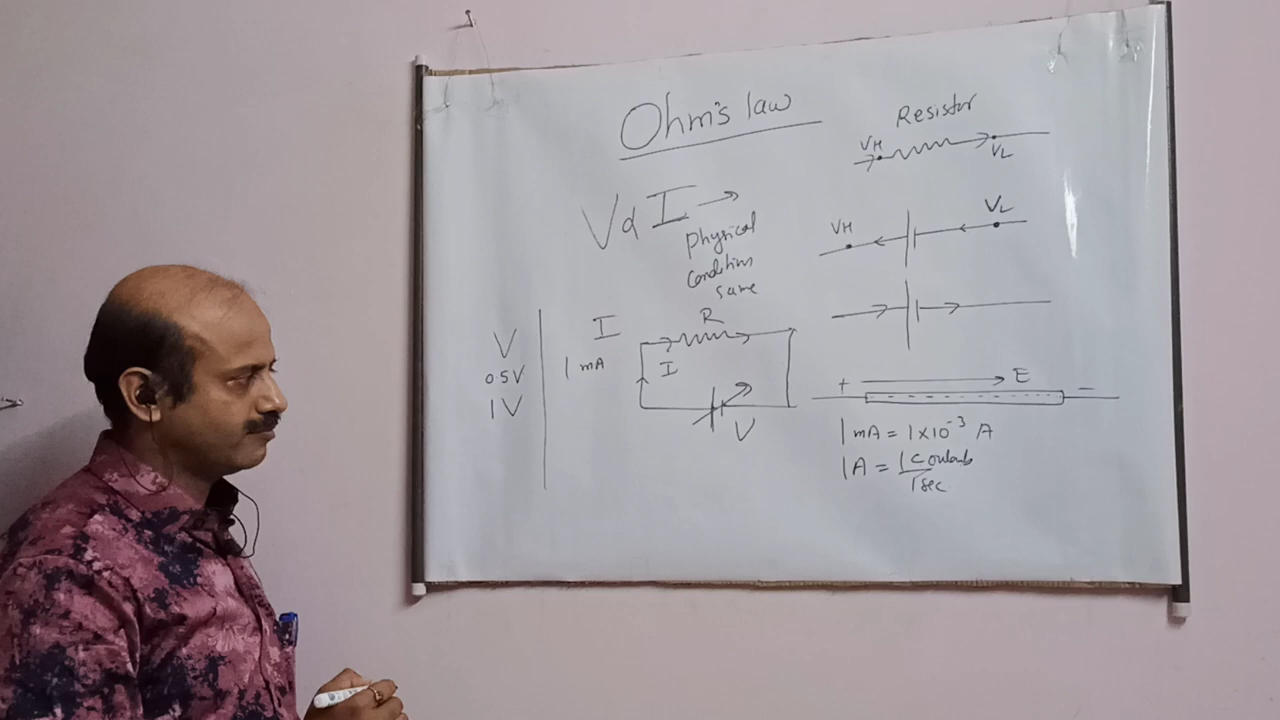 Ohm's law
V α I →
Physical
condition
same
V
I
0.5V
1 mA
1V
R
I
V
Resistor
VH
VL
VH
VL
+
E
-
1 mA = 1 × 10⁻³ A
1A = 1 Coulomb
1 sec